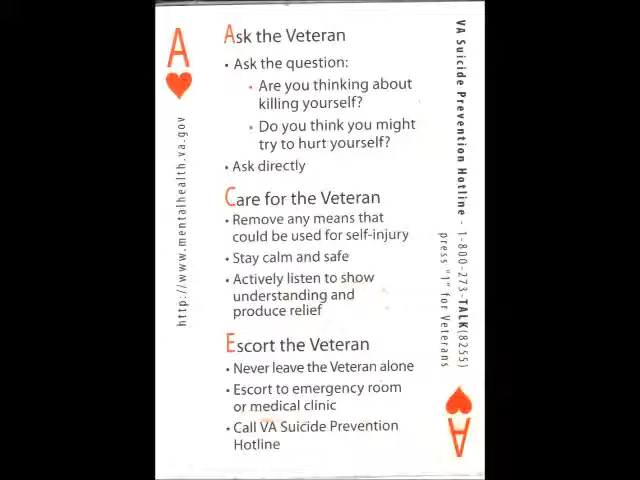 A
Ask the Veteran
• Ask the question:
• Are you thinking about
killing yourself?
• Do you think you might
try to hurt yourself?
• Ask directly
Care for the Veteran
• Remove any means that
could be used for self-injury
• Stay calm and safe
• Actively listen to show
understanding and
produce relief
Escort the Veteran
• Never leave the Veteran alone
• Escort to emergency room
or medical clinic
• Call VA Suicide Prevention
Hotline
http://www.mentalhealth.va.gov
VA Suicide Prevention Hotline - 1-800-273-TALK(8255)
press "1" for Veterans
A